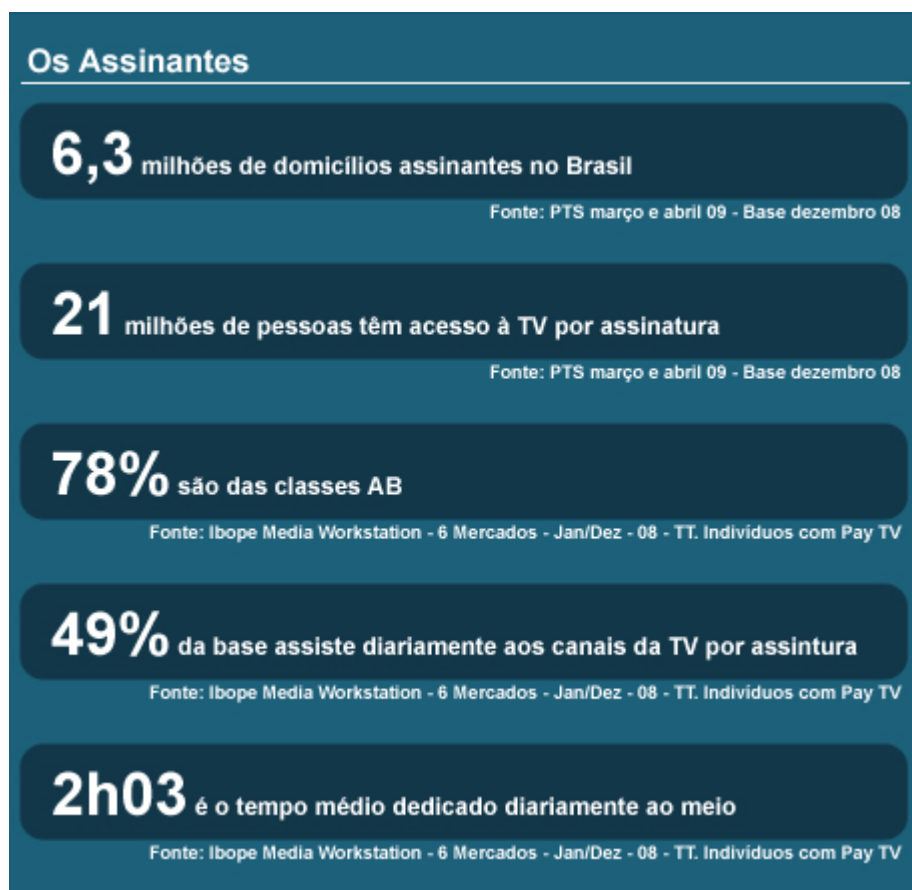 Os Assinantes
6,3 milhões de domicílios assinantes no Brasil
Fonte: PTS março e abril 09 - Base dezembro 08
21 milhões de pessoas têm acesso à TV por assinatura
Fonte: PTS março e abril 09 - Base dezembro 08
78% são das classes AB
Fonte: Ibope Media Workstation - 6 Mercados - Jan/Dez - 08 - TT. Indivíduos com Pay TV
49% da base assiste diariamente aos canais da TV por assintura
Fonte: Ibope Media Workstation - 6 Mercados - Jan/Dez - 08 - TT. Indivíduos com Pay TV
2h03 é o tempo médio dedicado diariamente ao meio
Fonte: Ibope Media Workstation - 6 Mercados - Jan/Dez - 08 - TT. Indivíduos com Pay TV